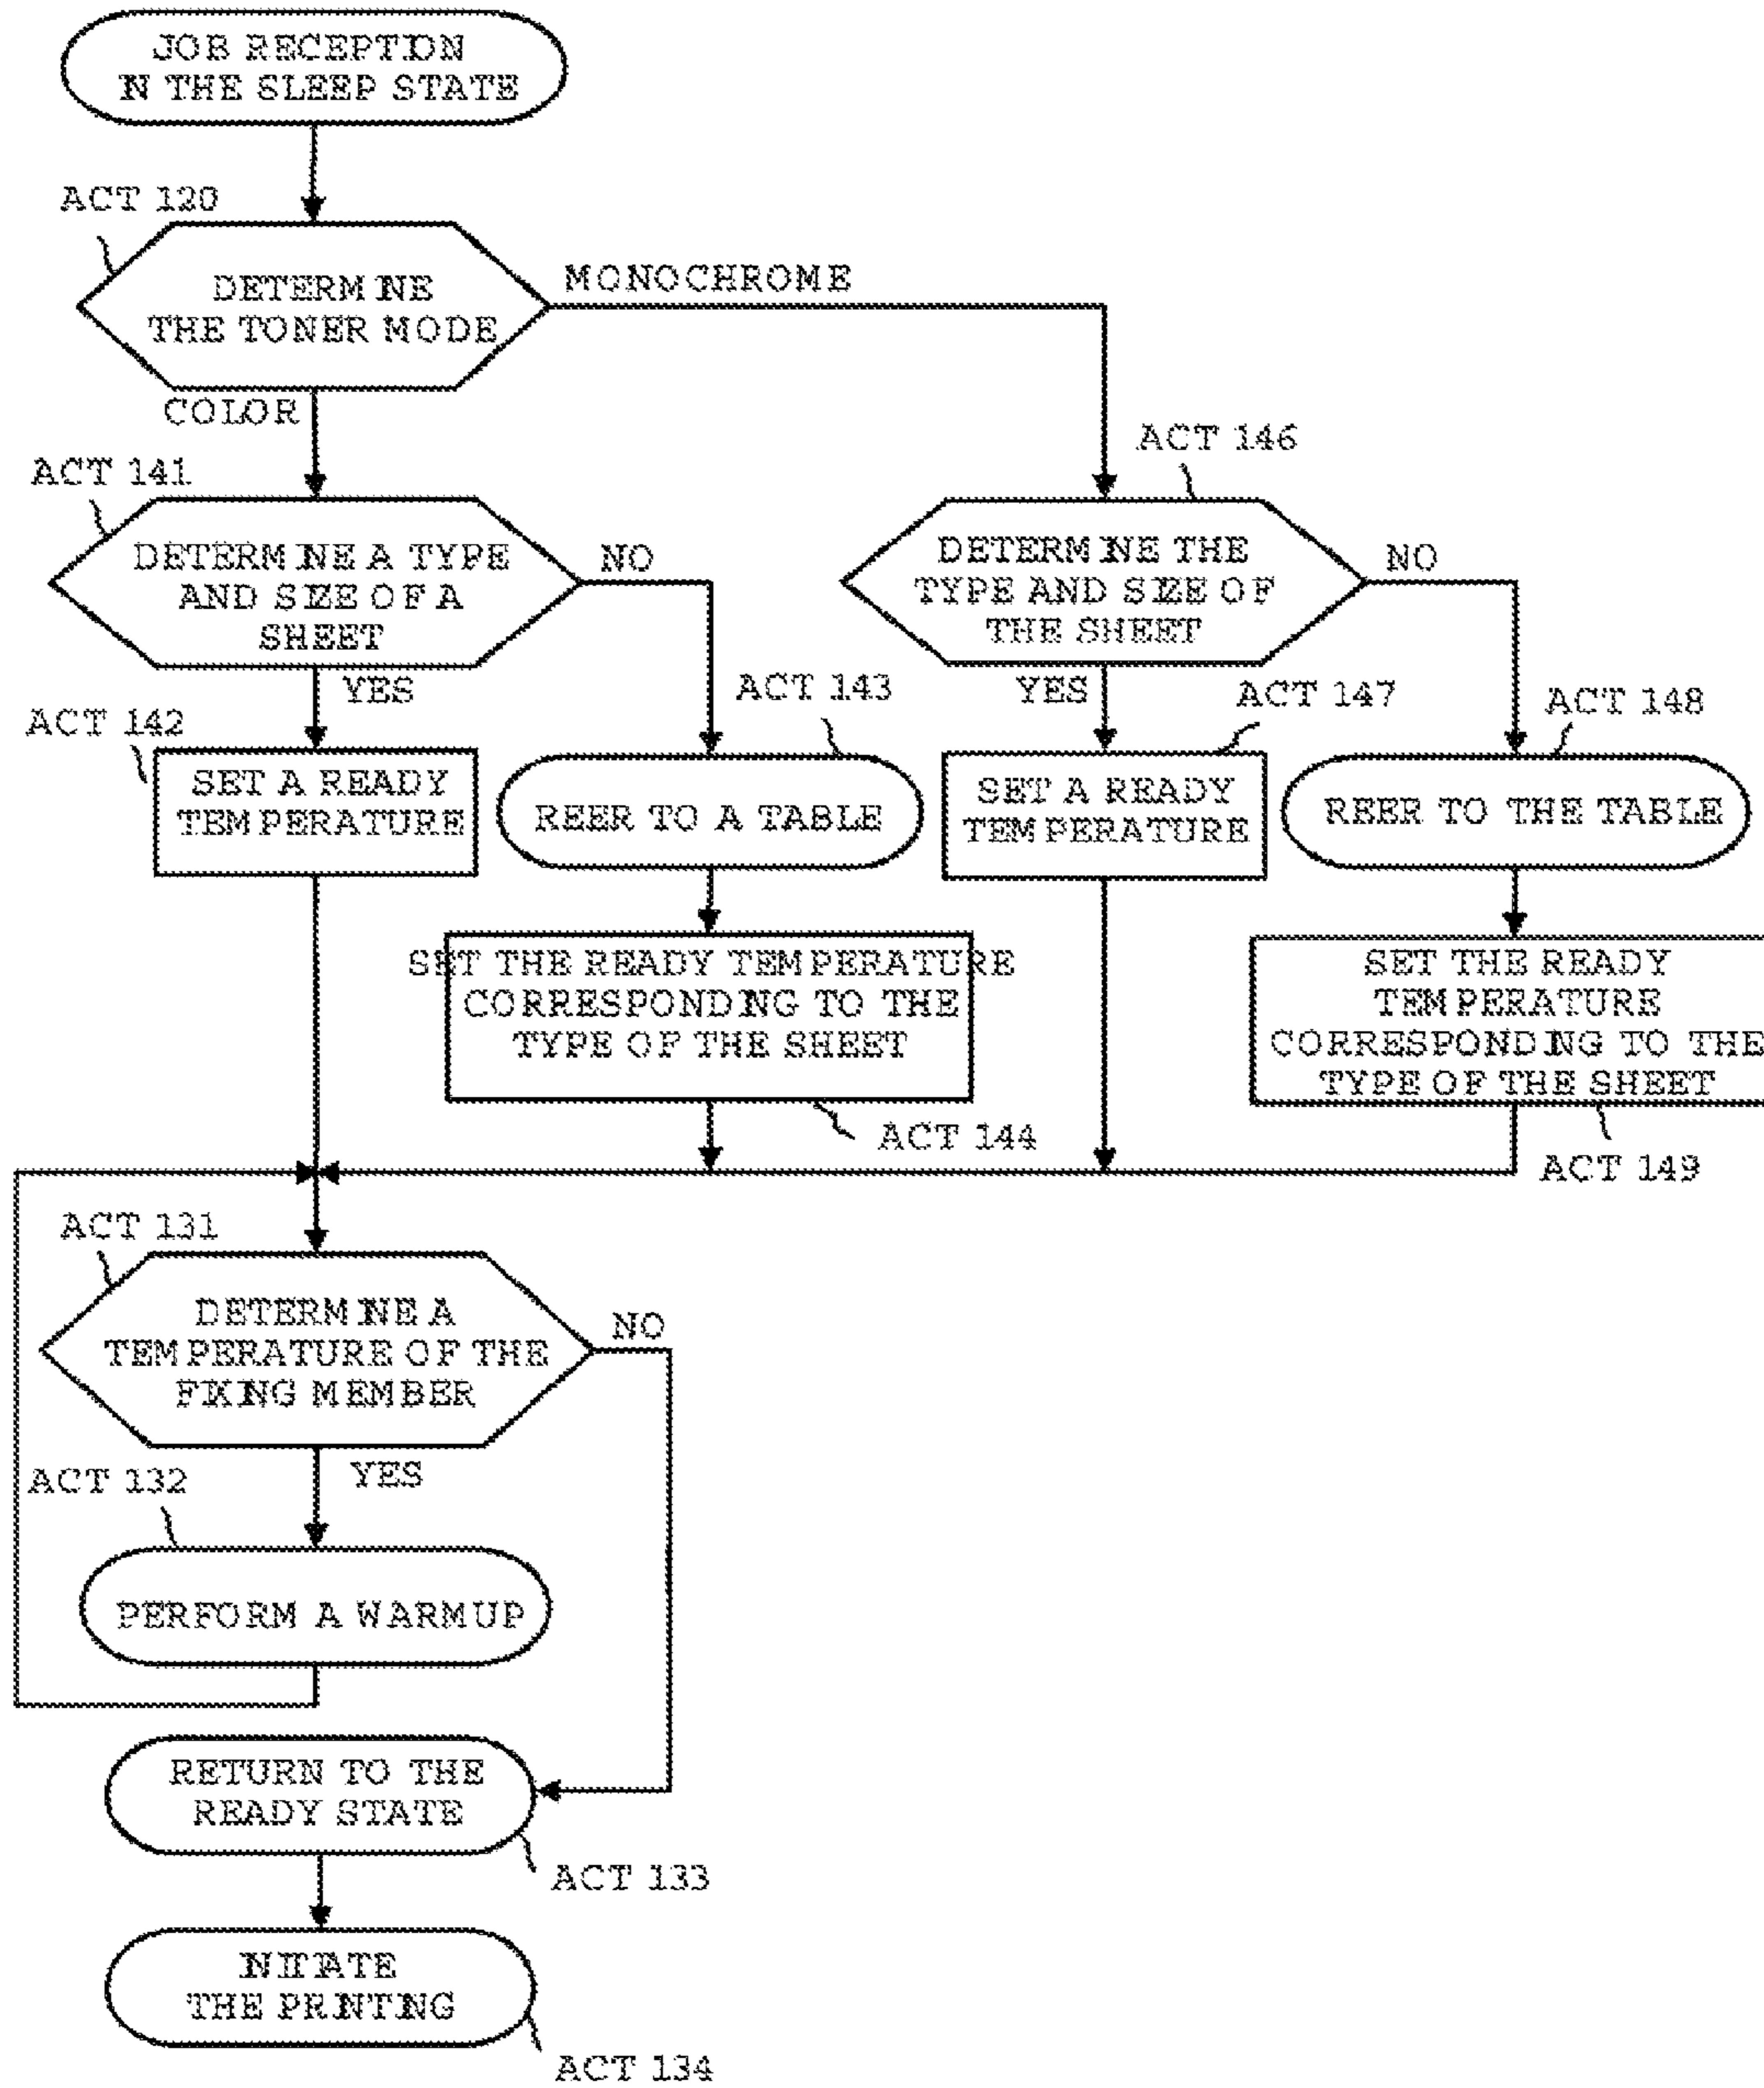 JOB RECEPTION
IN THE SLEEP STATE
ACT 120
DETERMINE
THE TONER MODE
MONOCHROME
COLOR
ACT 141
DETERMINE A TYPE
AND SIZE OF A
SHEET
NO
YES
ACT 146
DETERMINE THE
TYPE AND SIZE OF
THE SHEET
NO
YES
ACT 142
SET A READY
TEMPERATURE
ACT 143
REER TO A TABLE
ACT 147
SET A READY
TEMPERATURE
ACT 148
REER TO THE TABLE
SET THE READY TEMPERATURE
CORRESPONDING TO THE
TYPE OF THE SHEET
ACT 144
SET THE READY
TEMPERATURE
CORRESPONDING TO THE
TYPE OF THE SHEET
ACT 149
ACT 131
DETERMINE A
TEMPERATURE OF THE
FIXING MEMBER
NO
YES
ACT 132
PERFORM A WARMUP
RETURN TO THE
READY STATE
ACT 133
INITIATE
THE PRINTING
ACT 134